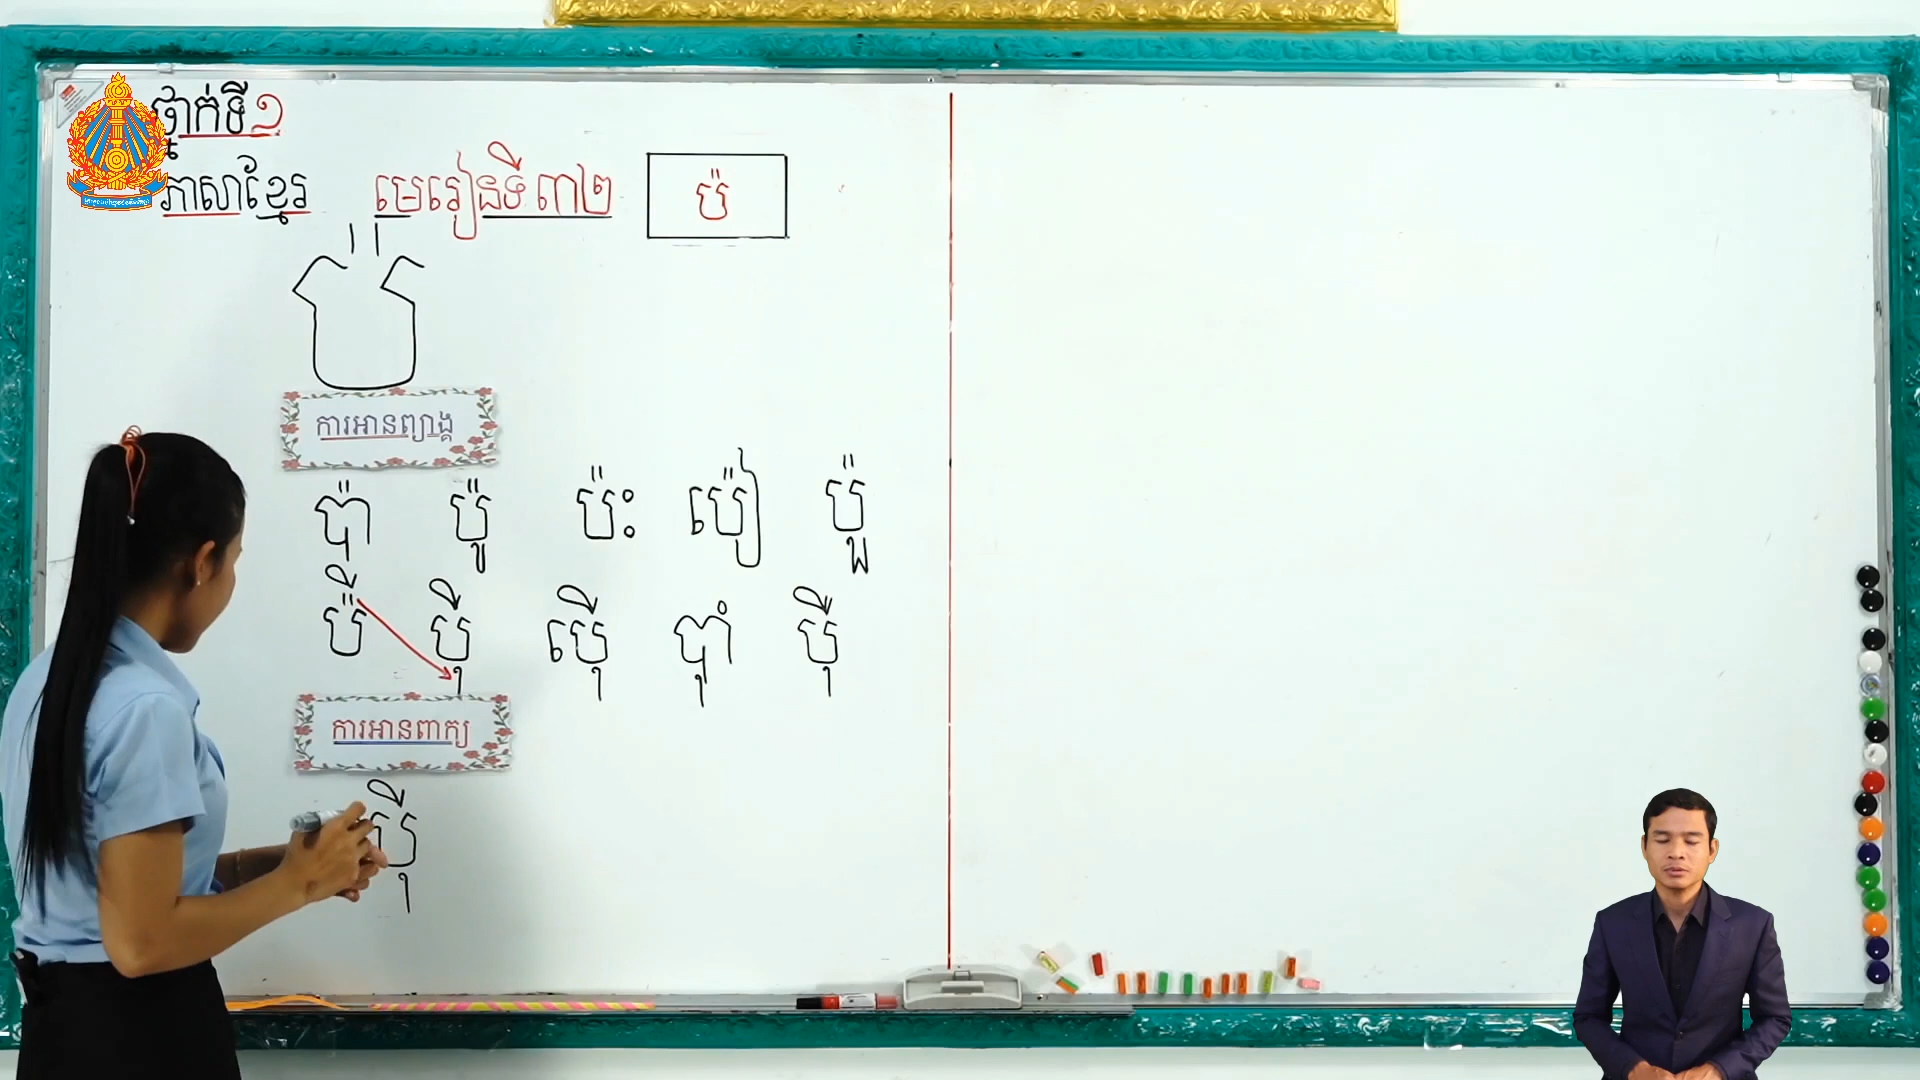 ថ្នាក់ទី ១
ភាសាខ្មែរ មេរៀនទី ៣២ ប៉
ប៉
ការអានព្យាង្គ
ប៉ា ប៉ូ ប៉ះ ប៉ៀ ប៉ួ
ប៉ី ប៊ី ប៊ើ ប៉ាំ ប៊ឺ
ការអានពាក្យ
ប៊ី